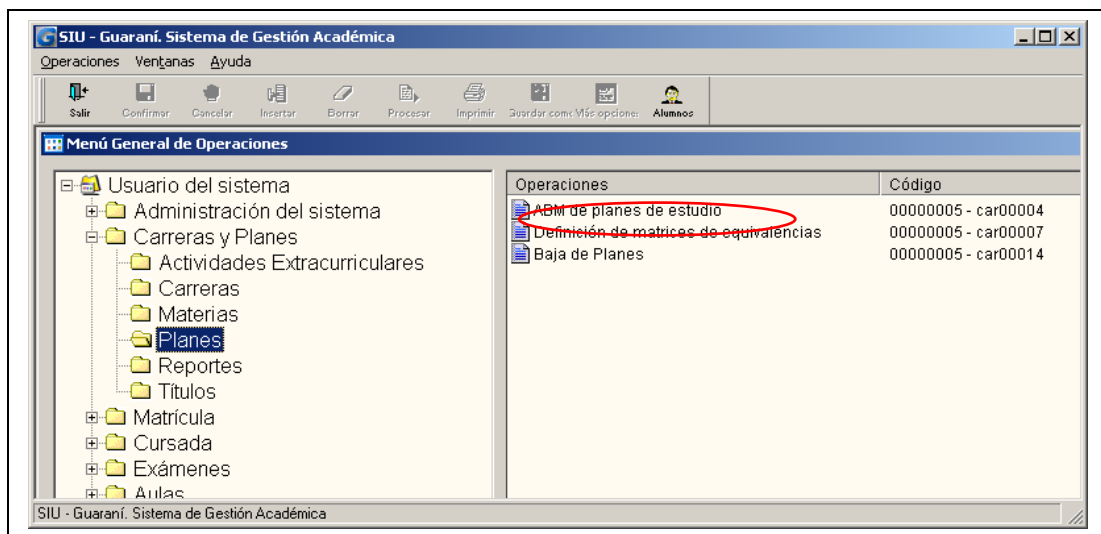 SIU - Guaraní. Sistema de Gestión Académica
Operaciones Ventanas Ayuda
Salir Confirmar Cancelar Insertar Borrar Procesar Imprimir Guardar como Más opciones Alumnos
Menú General de Operaciones
Usuario del sistema
Administración del sistema
Carreras y Planes
Actividades Extracurriculares
Carreras
Materias
Planes
Reportes
Títulos
Matrícula
Cursada
Exámenes
Aulas
Operaciones Código
ABM de planes de estudio 00000005 - car00004
Definición de matrices de equivalencias 00000005 - car00007
Baja de Planes 00000005 - car00014
SIU - Guaraní. Sistema de Gestión Académica